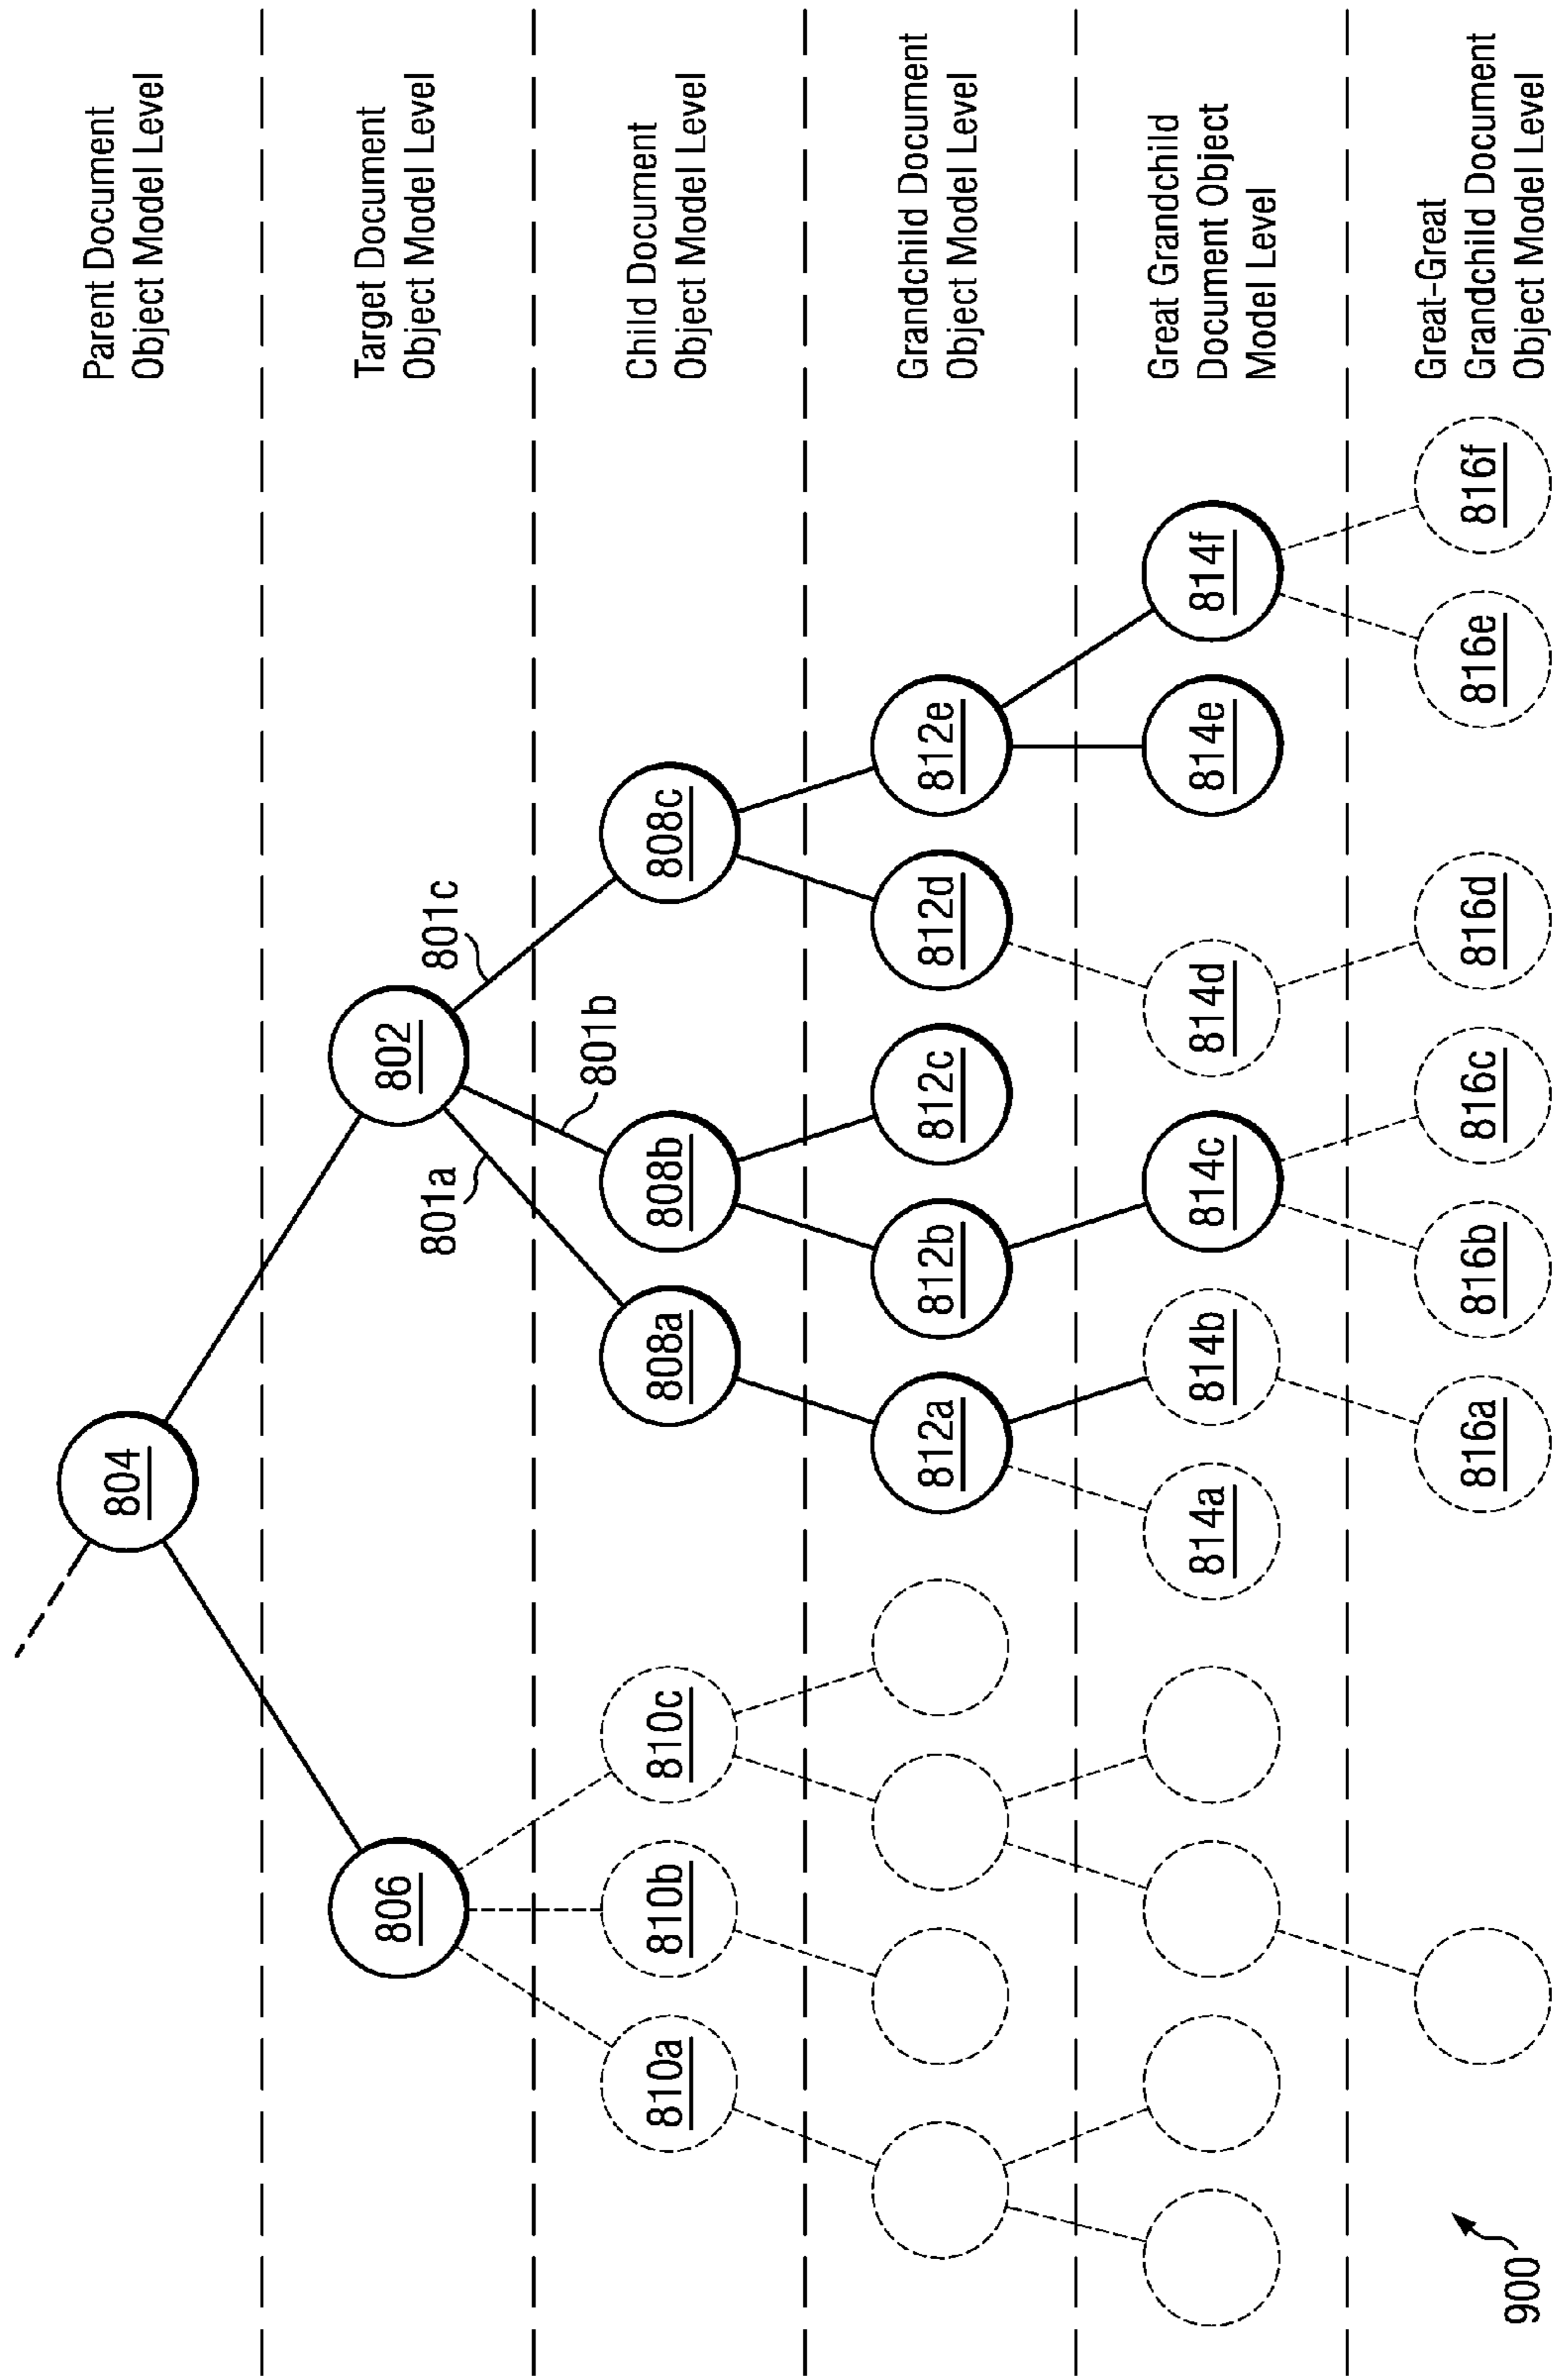 804
Parent Document
Object Model Level
806
802
Target Document
Object Model Level
801a
801b
801c
810a
810b
810c
808a
808b
808c
Child Document
Object Model Level
812a
812b
812c
812d
812e
Grandchild Document
Object Model Level
814a
814b
814c
814d
814e
814f
Great Grandchild
Document Object
Model Level
816a
816b
816c
816d
816e
816f
Great-Great
Grandchild Document
Object Model Level
900